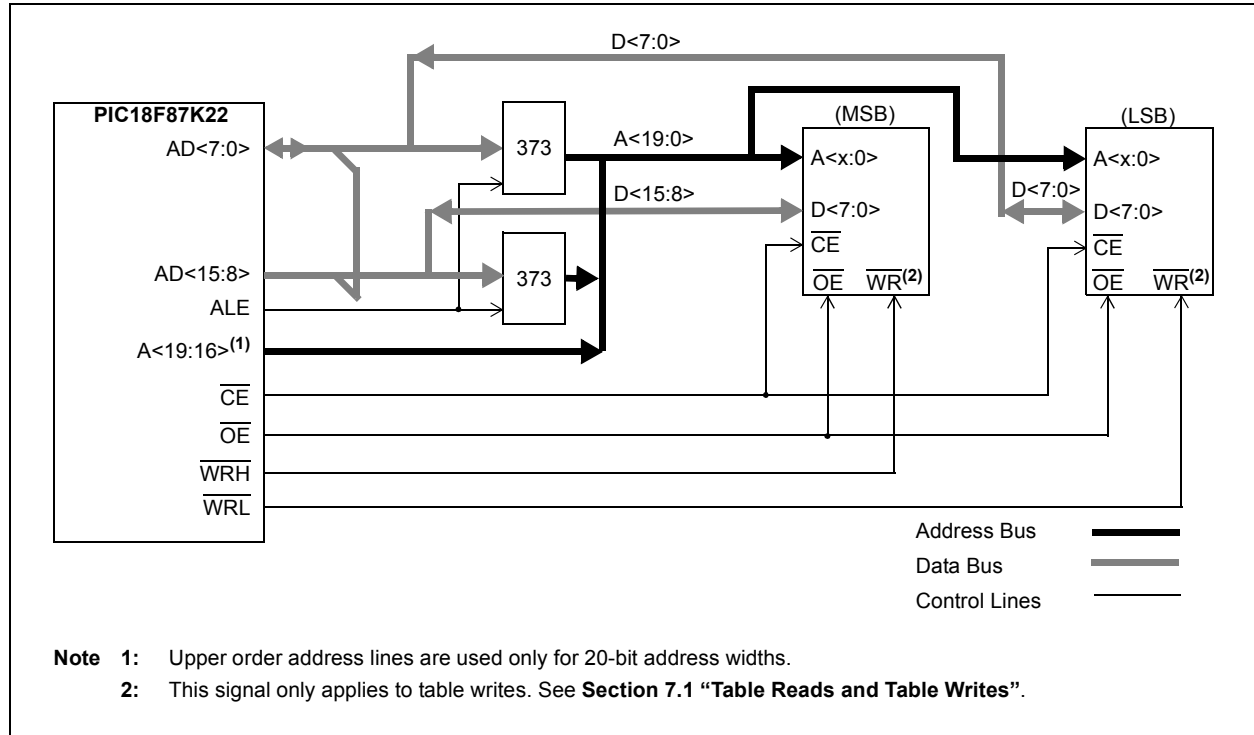 D<7:0>
PIC18F87K22
(MSB)
(LSB)
AD<7:0>
373
A<19:0>
A<x:0>
A<x:0>
D<15:8>
D<7:0>
D<7:0>
D<7:0>
CE
CE
AD<15:8>
373
OE
WR(2)
OE
WR(2)
ALE
A<19:16>(1)
CE
OE
WRH
WRL
Address Bus
Data Bus
Control Lines
Note 1: Upper order address lines are used only for 20-bit address widths.
2: This signal only applies to table writes. See Section 7.1 “Table Reads and Table Writes”.